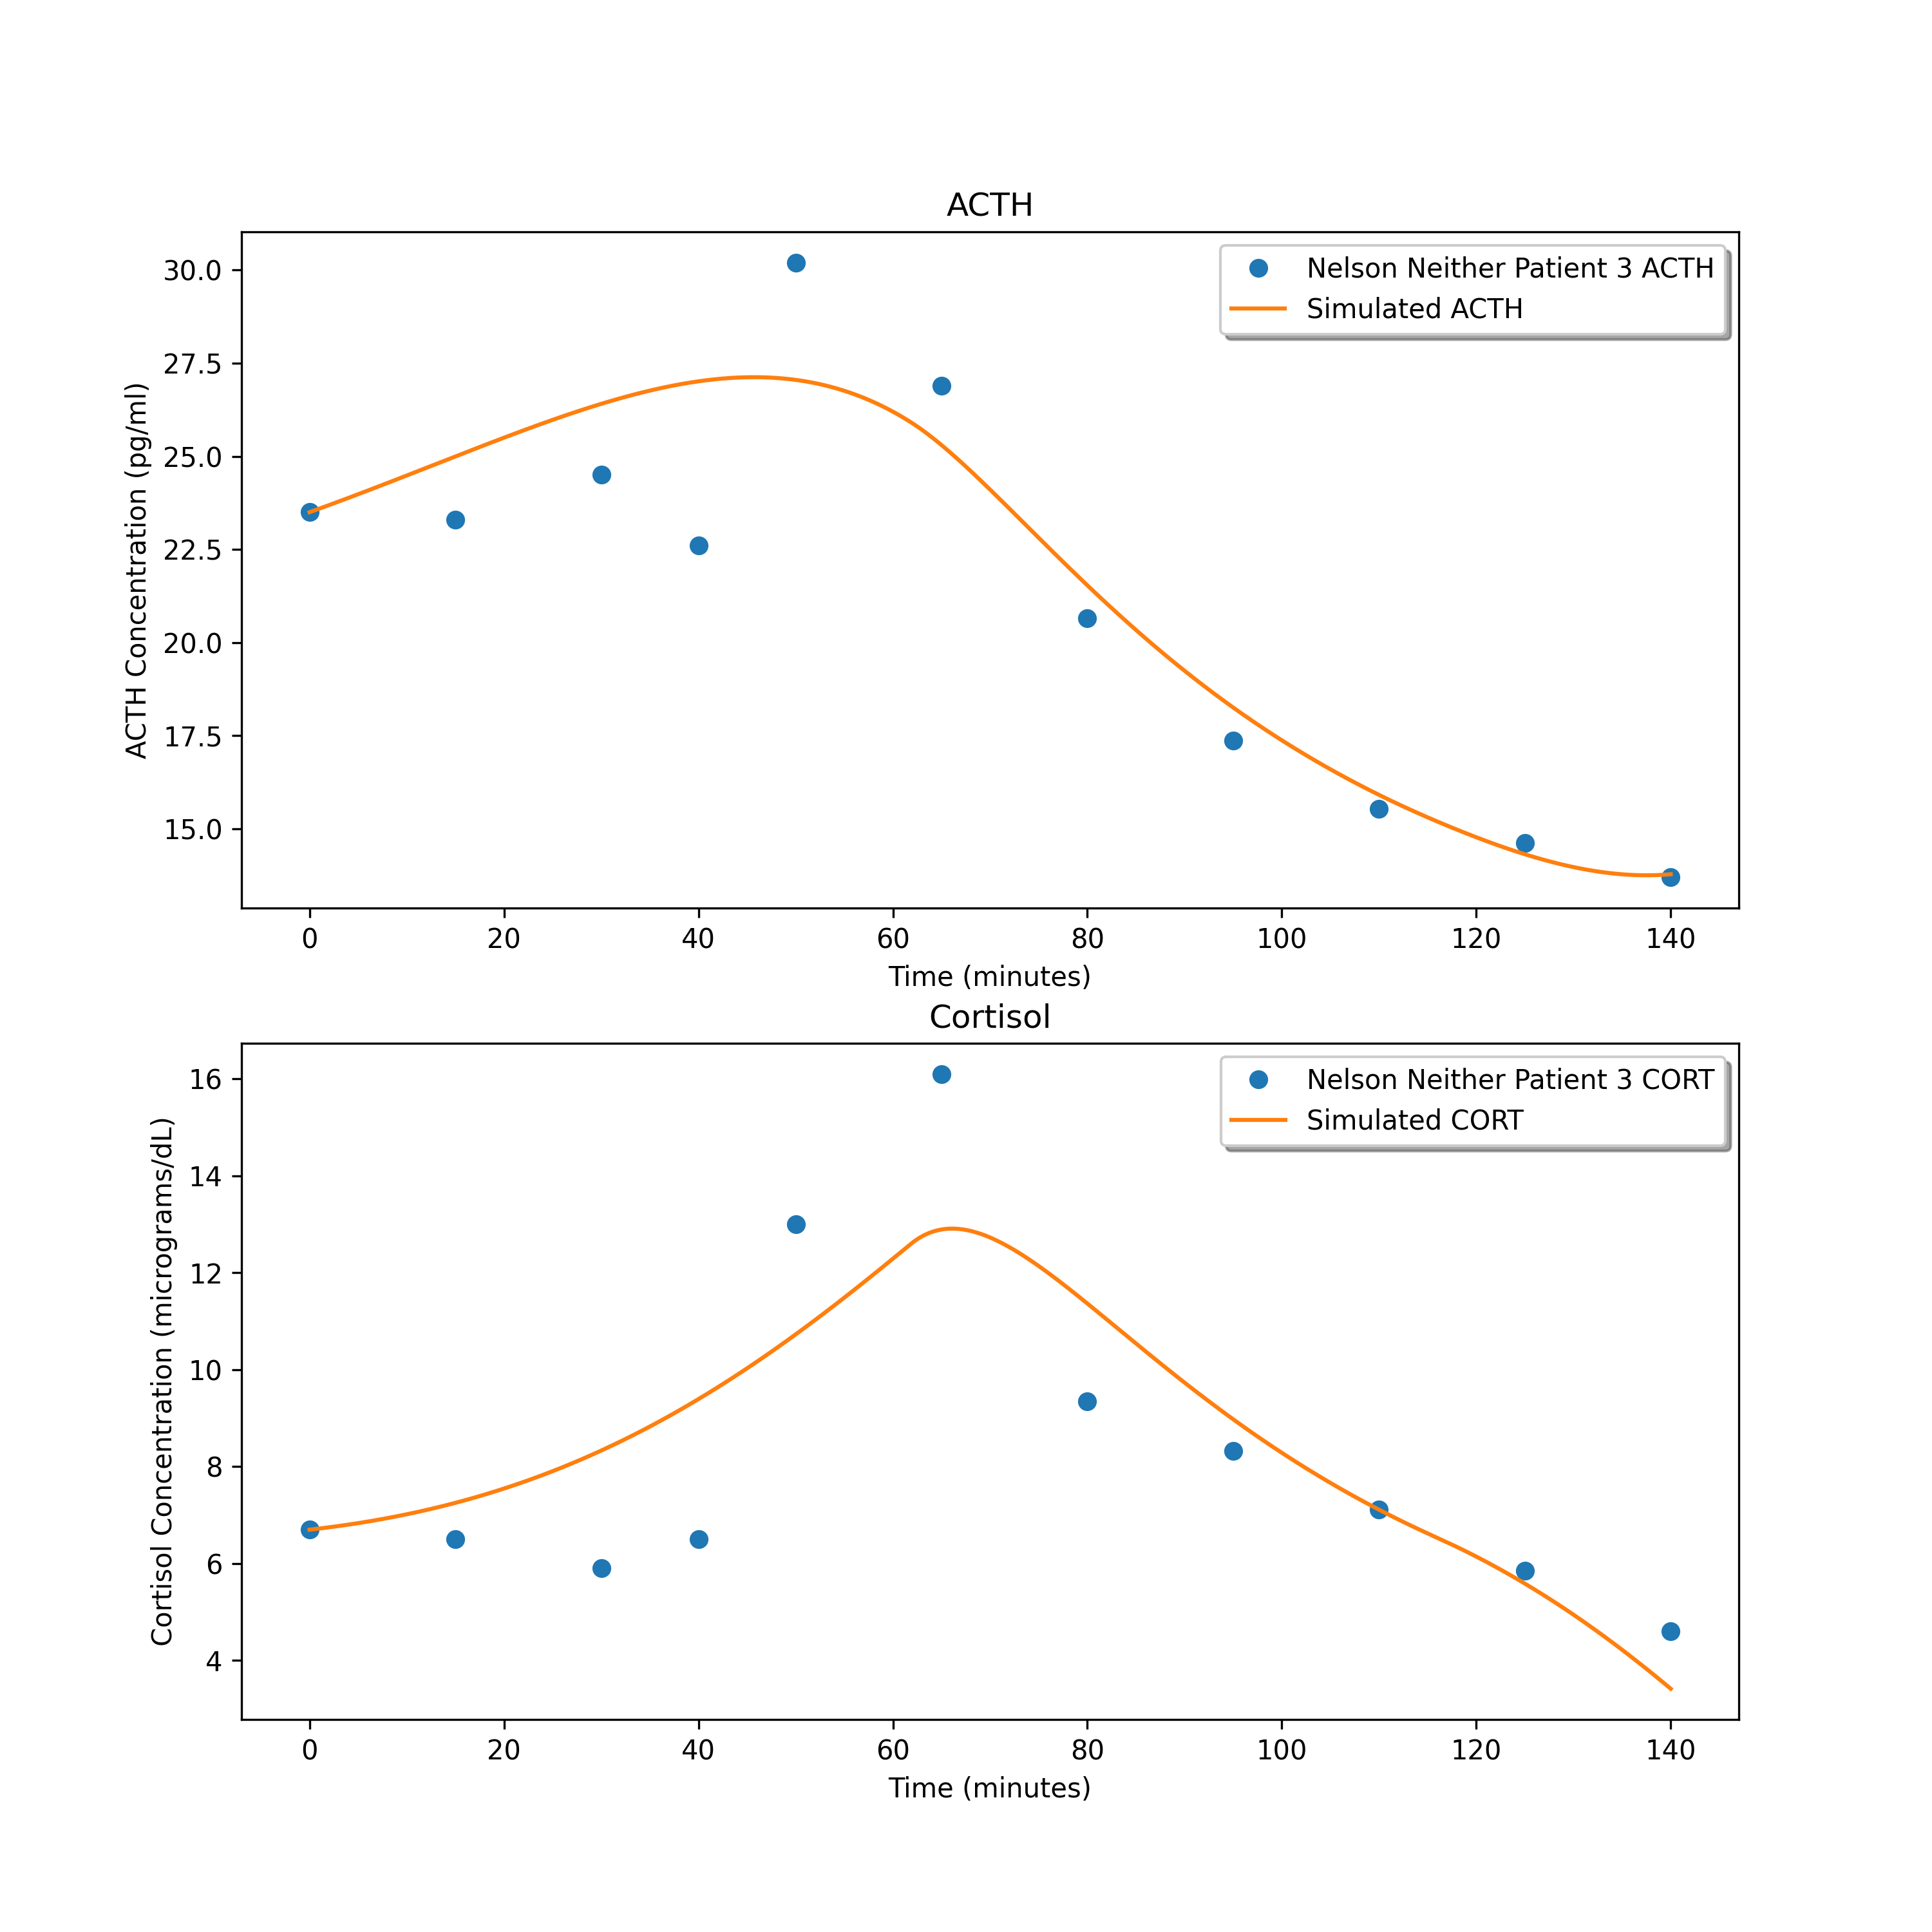 ACTH
30.0
27.5
25.0
22.5
20.0
17.5
15.0
ACTH Concentration (pg/ml)
Nelson Neither Patient 3 ACTH
Simulated ACTH
0 20 40 60 80 100 120 140
Time (minutes)
Cortisol
16
14
12
10
8
6
4
Cortisol Concentration (micrograms/dL)
Nelson Neither Patient 3 CORT
Simulated CORT
0 20 40 60 80 100 120 140
Time (minutes)